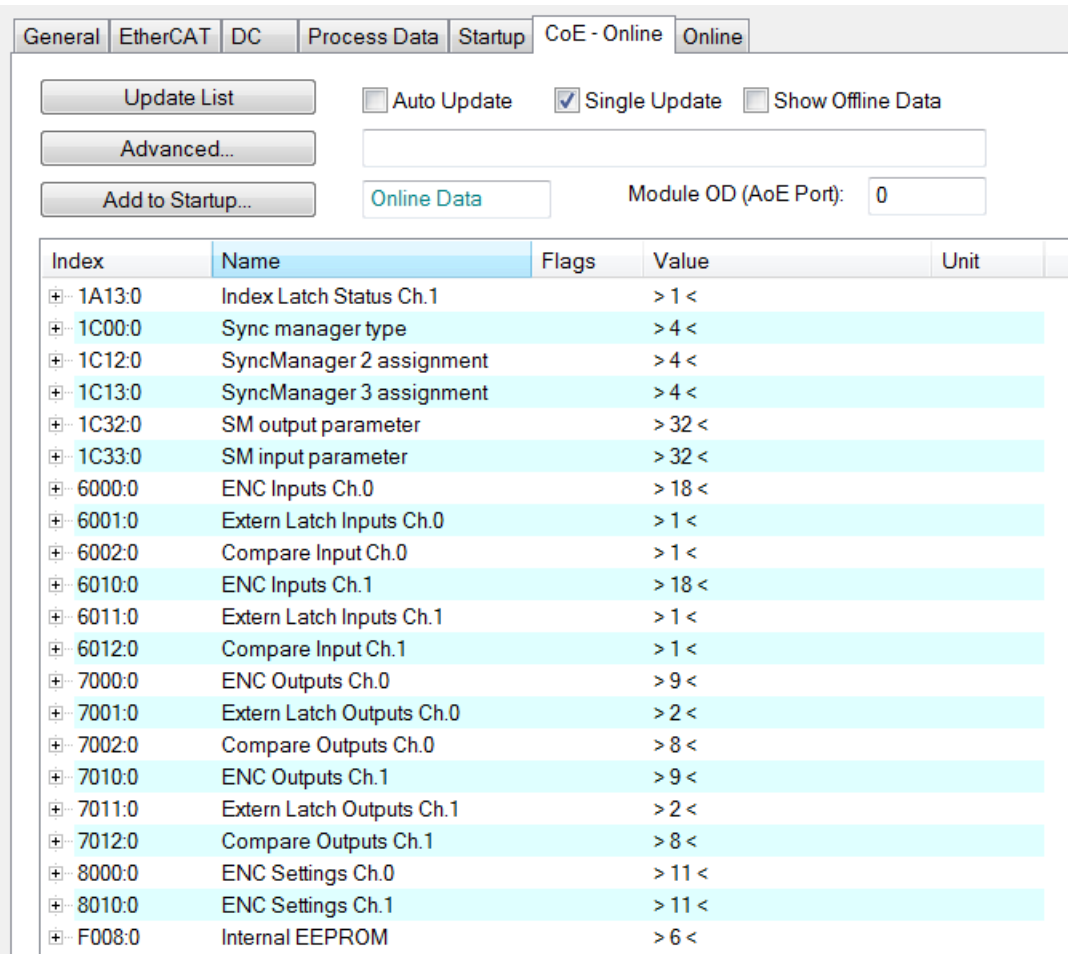 General EtherCAT DC Process Data Startup CoE - Online Online
Update List Auto Update Single Update Show Offline Data
Advanced...
Add to Startup... Online Data Module OD (AoE Port): 0
Index Name Flags Value Unit
1A13:0 Index Latch Status Ch.1 > 1 <
1C00:0 Sync manager type > 4 <
1C12:0 SyncManager 2 assignment > 4 <
1C13:0 SyncManager 3 assignment > 4 <
1C32:0 SM output parameter > 32 <
1C33:0 SM input parameter > 32 <
6000:0 ENC Inputs Ch.0 > 18 <
6001:0 Extern Latch Inputs Ch.0 > 1 <
6002:0 Compare Input Ch.0 > 1 <
6010:0 ENC Inputs Ch.1 > 18 <
6011:0 Extern Latch Inputs Ch.1 > 1 <
6012:0 Compare Input Ch.1 > 1 <
7000:0 ENC Outputs Ch.0 > 9 <
7001:0 Extern Latch Outputs Ch.0 > 2 <
7002:0 Compare Outputs Ch.0 > 8 <
7010:0 ENC Outputs Ch.1 > 9 <
7011:0 Extern Latch Outputs Ch.1 > 2 <
7012:0 Compare Outputs Ch.1 > 8 <
8000:0 ENC Settings Ch.0 > 11 <
8010:0 ENC Settings Ch.1 > 11 <
F008:0 Internal EEPROM > 6 <